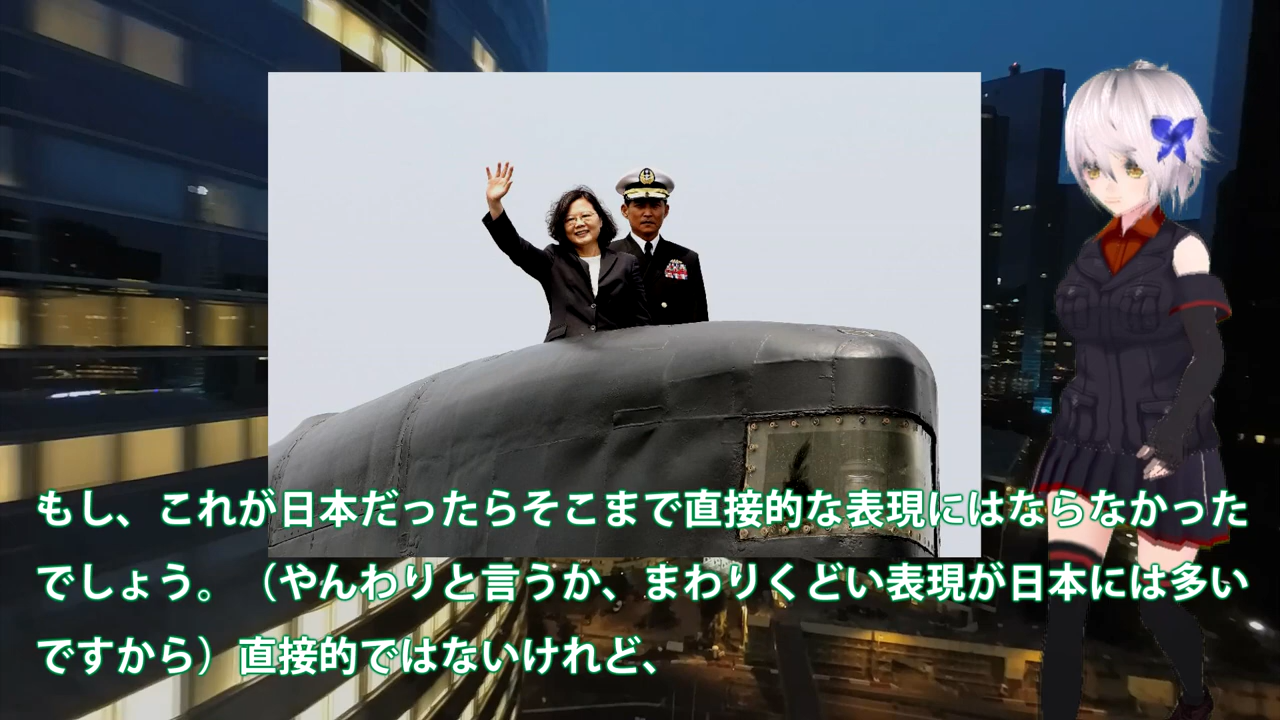 もし、これが日本だったらそこまで直接的な表現にはならなかった
でしょう。（やんわりと言うか、まわりくどい表現が日本には多い
ですから）直接的ではないけれど、